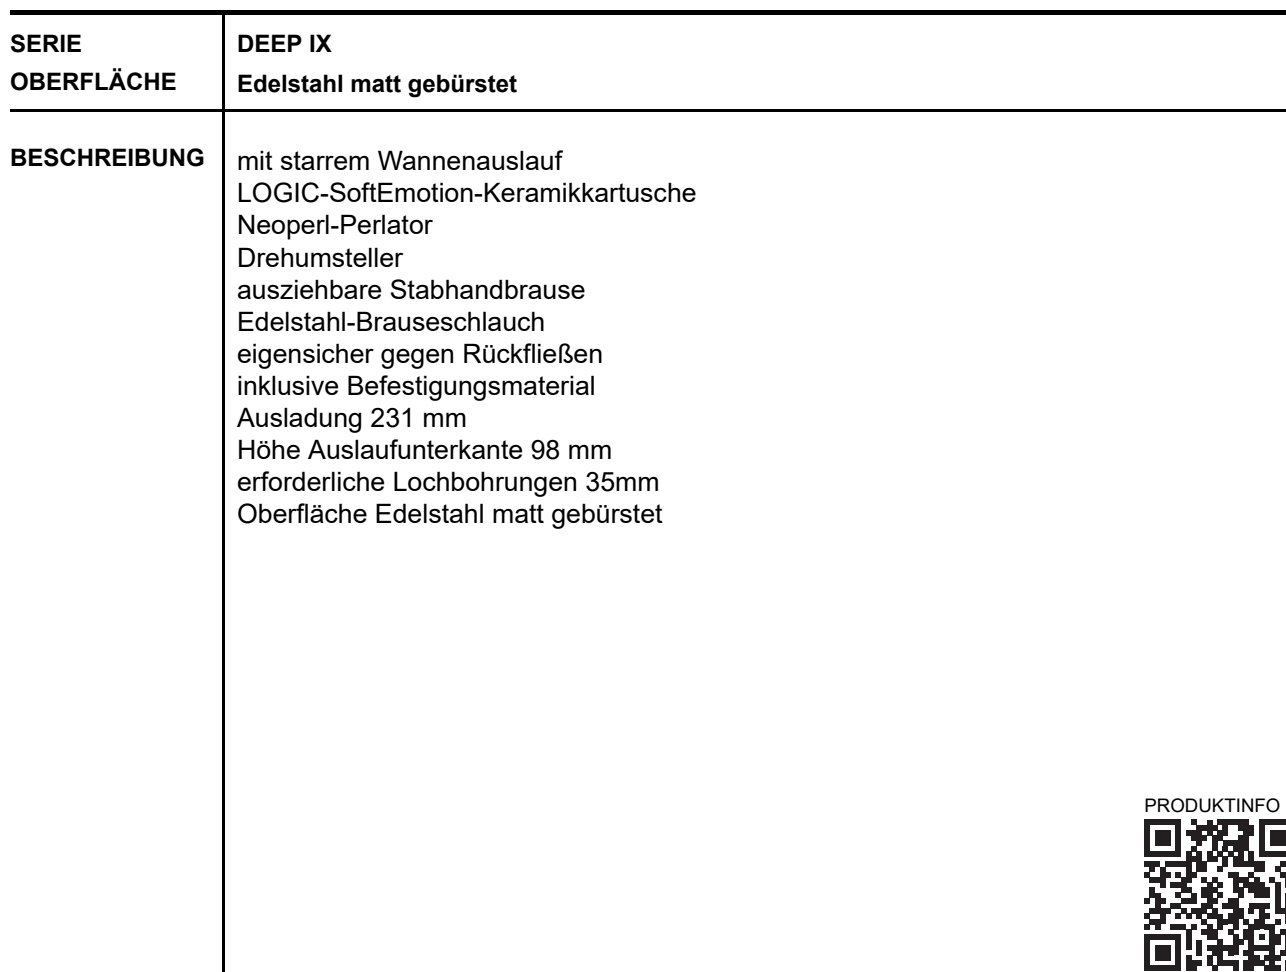 SERIE DEEP IX
OBERFLÄCHE Edelstahl matt gebürstet
BESCHREIBUNG mit starrem Wannenauslauf
LOGIC-SoftEmotion-Keramikkartusche
Neoperl-Perlator
Drehumsteller
ausziehbare Stabhandbrause
Edelstahl-Brauseschlauch
eigensicher gegen Rückfließen
inklusive Befestigungsmaterial
Ausladung 231 mm
Höhe Auslaufunterkante 98 mm
erforderliche Lochbohrungen 35mm
Oberfläche Edelstahl matt gebürstet
PRODUKTINFO